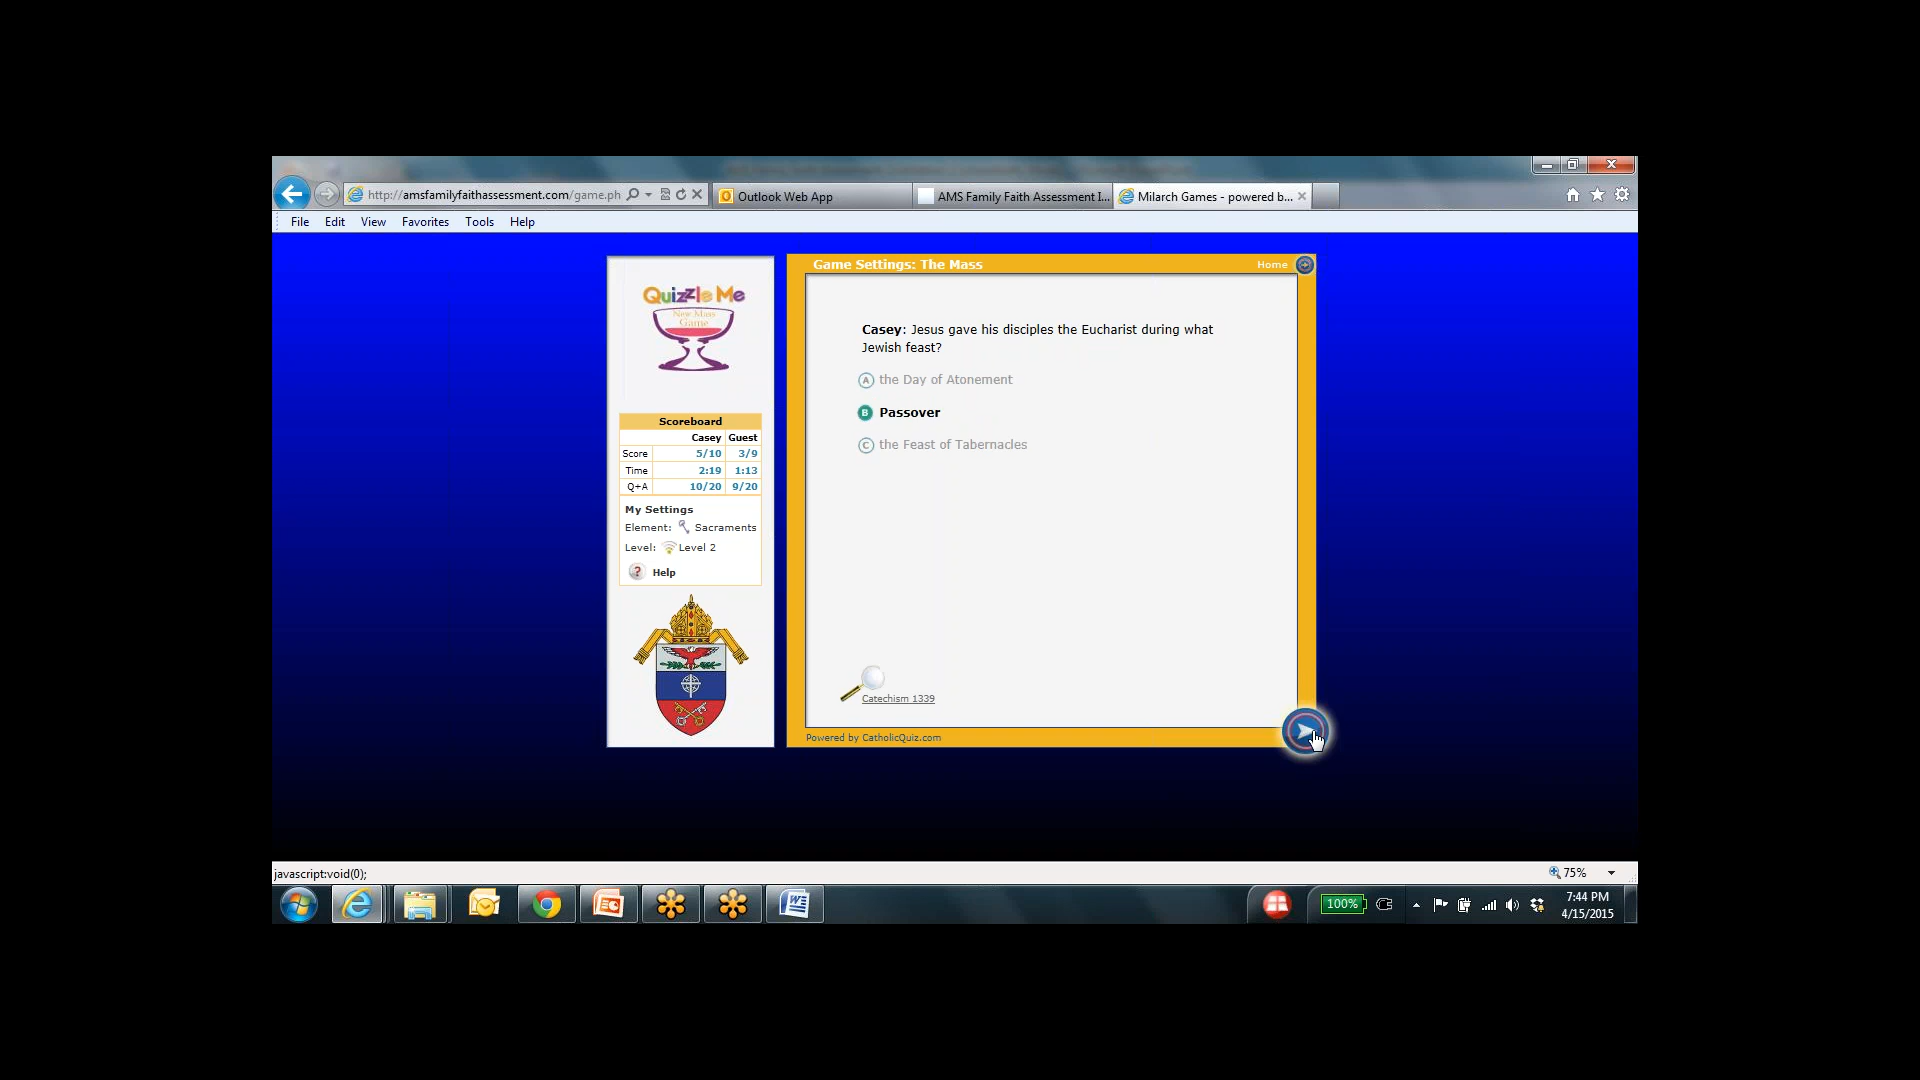 http://amsfamilyfaithassessment.com/game.ph
Outlook Web App
AMS Family Faith Assessment I...
Milarch Games - powered b...
File Edit View Favorites Tools Help
Quizzle Me
New Mass
Game
Scoreboard
Casey Guest
Score 5/10 3/9
Time 2:19 1:13
Q+A 10/20 9/20
My Settings
Element: Sacraments
Level: Level 2
? Help
Game Settings: The Mass
Home
Casey: Jesus gave his disciples the Eucharist during what
Jewish feast?
A the Day of Atonement
B Passover
C the Feast of Tabernacles
Catechism 1339
Powered by CatholicQuiz.com
javascript:void(0);
75%
100%
7:44 PM
4/15/2015